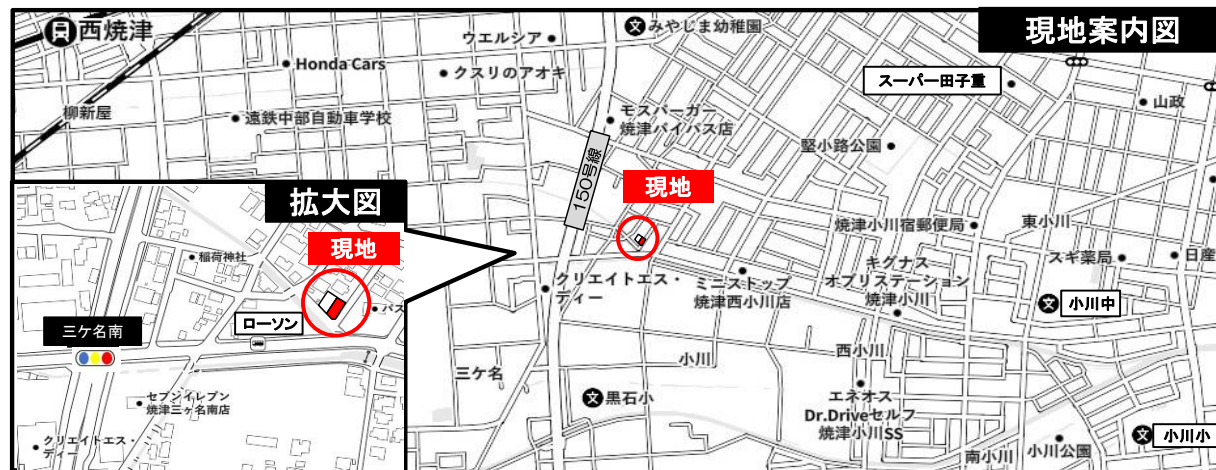 現地案内図
西焼津
ウエルシア
文
みやじま幼稚園
Honda Cars
クスリのアオキ
スーパー田子重
山政
柳新屋
遠鉄中部自動車学校
モスバーガー
焼津バイパス店
堅小路公園
150号線
現地
拡大図
現地
稲荷神社
焼津小川宿郵便局
東小川
スギ薬局
日産
クリエイトエス・
ディー
ミニストップ
焼津西小川店
キグナス
オブリステーション
焼津小川
文
小川中
バス
ローソン
三ケ名南
小川
西小川
三ケ名
文
黒石小
エネオス
Dr.Driveセルフ
焼津小川SS
セブンイレブン
焼津三ヶ名南店
クリエイトエス・
ディー
南小川
小川公園
文
小川小